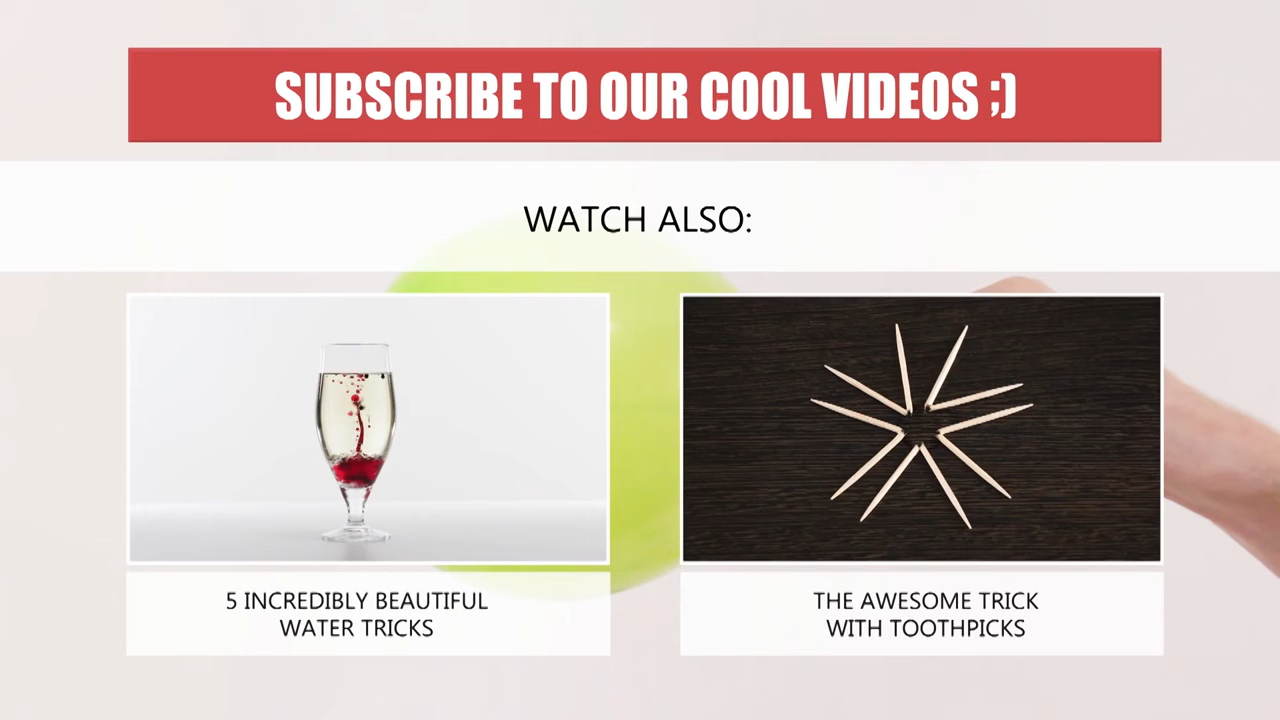 SUBSCRIBE TO OUR COOL VIDEOS ;)
WATCH ALSO:
5 INCREDIBLY BEAUTIFUL
WATER TRICKS
THE AWESOME TRICK
WITH TOOTHPICKS